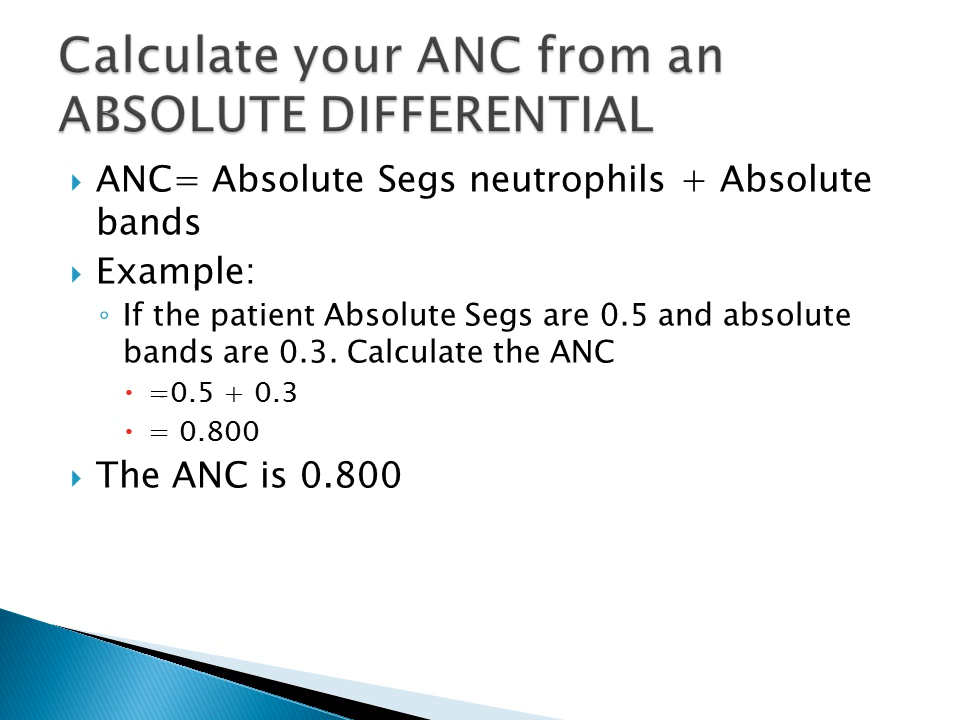 Calculate your ANC from an
ABSOLUTE DIFFERENTIAL
ANC= Absolute Segs neutrophils + Absolute
bands
Example:
If the patient Absolute Segs are 0.5 and absolute
bands are 0.3. Calculate the ANC
=0.5 + 0.3
= 0.800
The ANC is 0.800